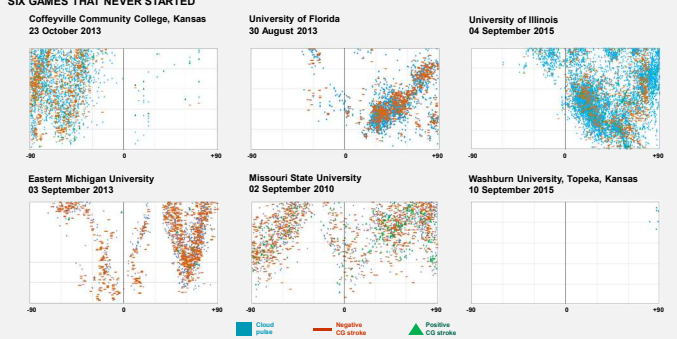 SIX GAMES THAT NEVER STARTED
Coffeyville Community College, Kansas
23 October 2013
University of Florida
30 August 2013
University of Illinois
04 September 2015
-90 0 +90
-90 0 +90
-90 0 +90
Eastern Michigan University
03 September 2013
Missouri State University
02 September 2010
Washburn University, Topeka, Kansas
10 September 2015
-90 0 +90
-90 0 +90
-90 0 +90
Cloud
pulse
Negative
CG stroke
Positive
CG stroke